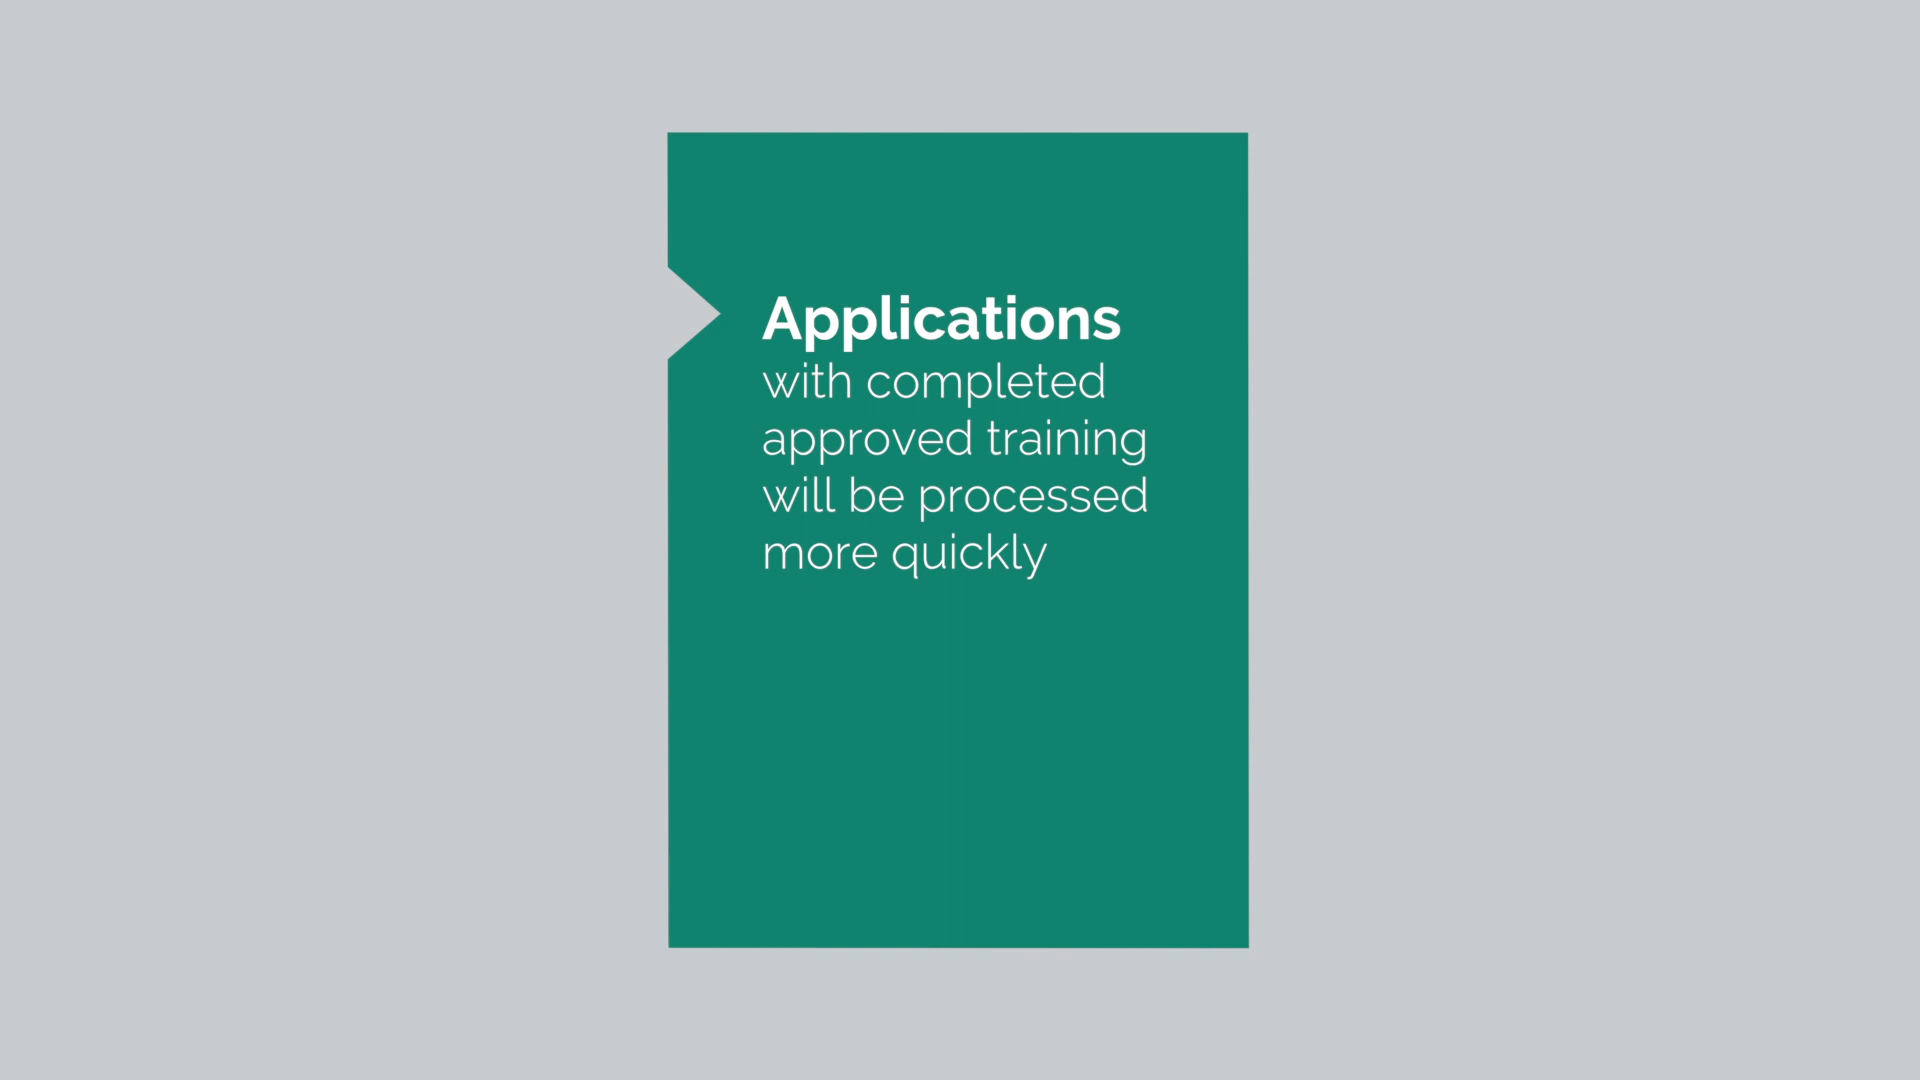 Applications
with completed
approved training
will be processed
more quickly